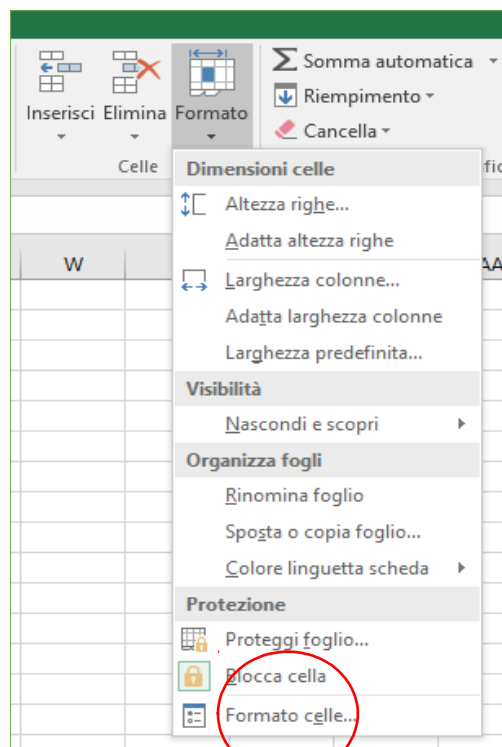 Somma automatica
Riempimento
Inserisci Elimina Formato
Cancella
Celle
Dimensioni celle
Altezza righe...
Adatta altezza righe
W
Larghezza colonne...
Adatta larghezza colonne
Larghezza predefinita...
Visibilità
Nascondi e scopri
Organizza fogli
Rinomina foglio
Sposta o copia foglio...
Colore linguetta scheda
Protezione
Proteggi foglio...
Blocca cella
Formato celle...